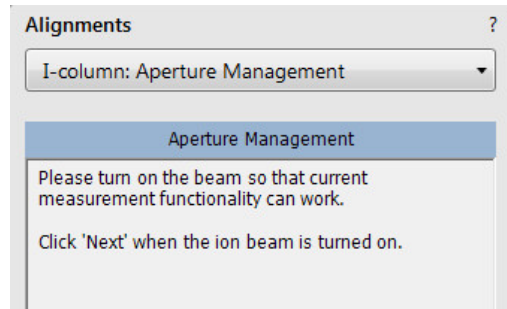 Alignments ?
I-column: Aperture Management
Aperture Management
Please turn on the beam so that current
measurement functionality can work.
Click 'Next' when the ion beam is turned on.